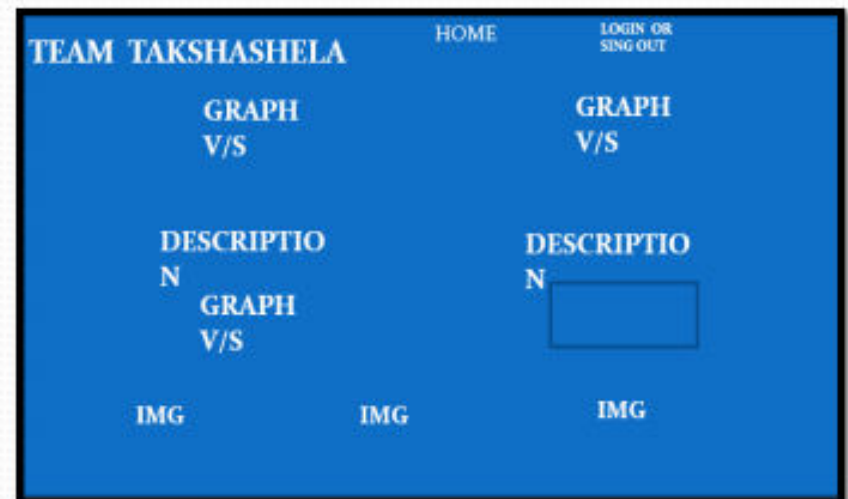 TEAM TAKSHASHELA
HOME
LOGIN OR
SING OUT
GRAPH
V/S
GRAPH
V/S
DESCRIPTIO
N
DESCRIPTIO
N
GRAPH
V/S
IMG
IMG
IMG